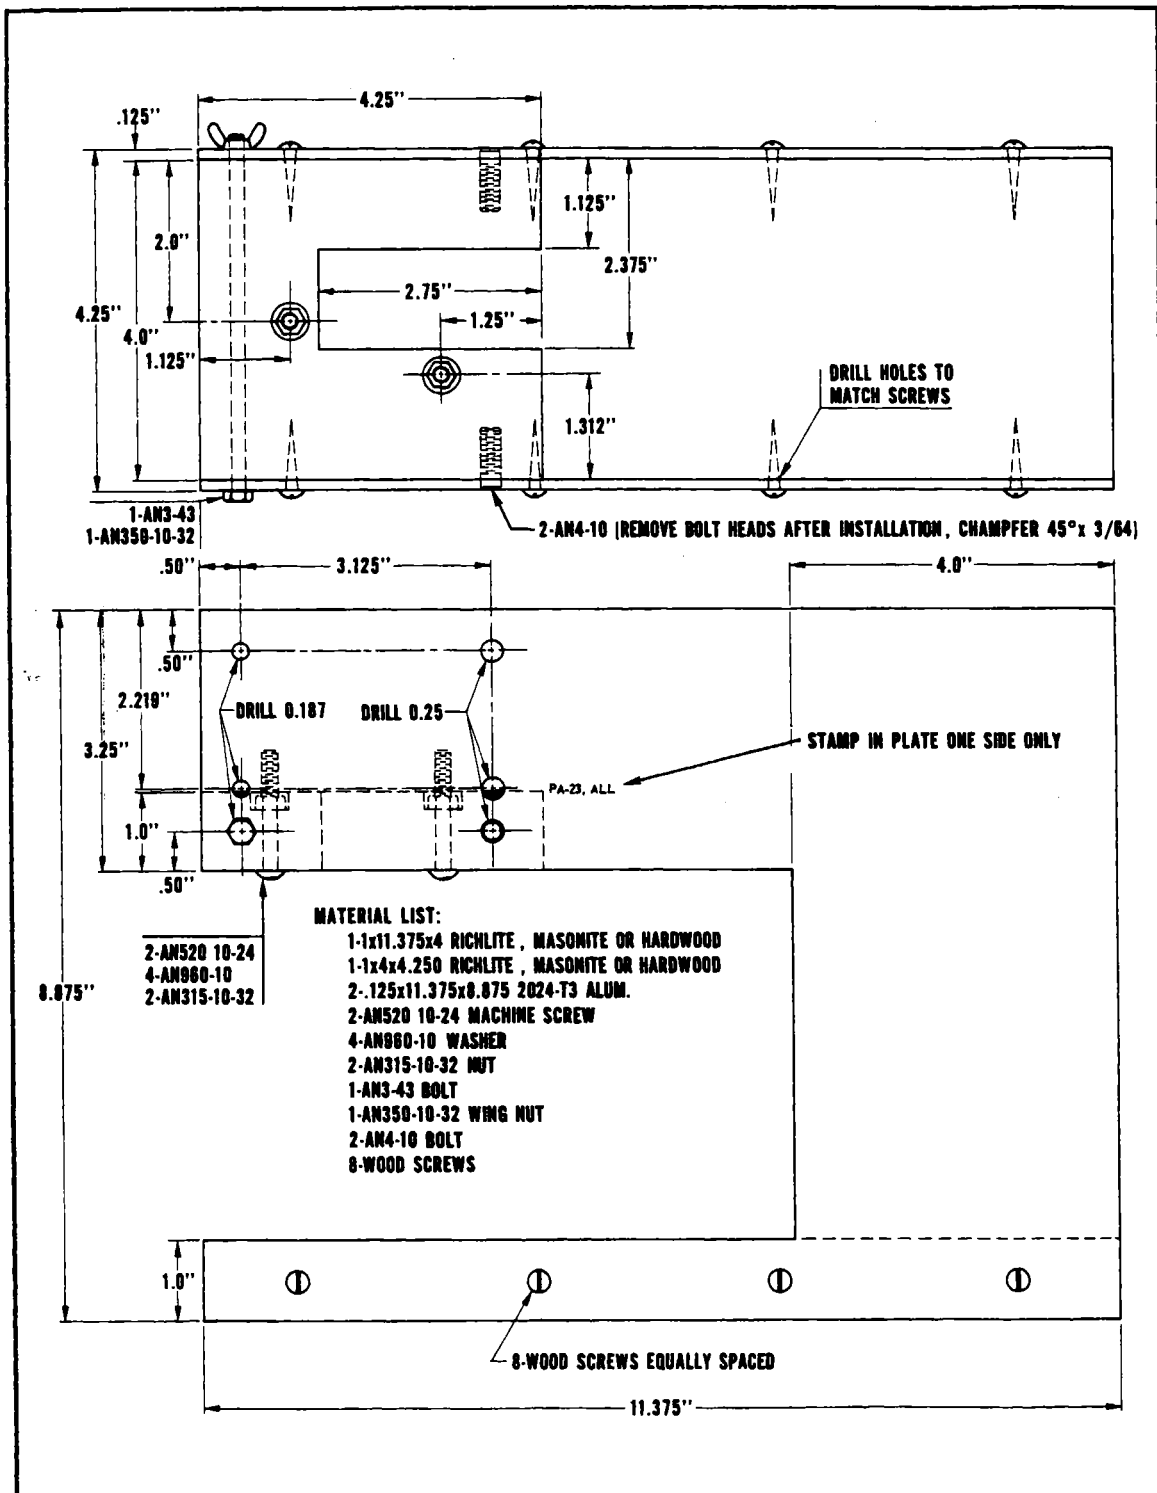 4.25"
.125"
1.125"
2.0"
2.375"
2.75"
4.25"
4.0"
1.25"
1.125"
DRILL HOLES TO
MATCH SCREWS
1.312"
1-AN3-43
1-AN350-10-32
2-AN4-10 (REMOVE BOLT HEADS AFTER INSTALLATION, CHAMPFER 45° x 3/64)
.50"
3.125"
4.0"
.50"
2.219"
DRILL 0.187
DRILL 0.25
3.25"
STAMP IN PLATE ONE SIDE ONLY
PA-23, ALL
1.0"
.50"
MATERIAL LIST:
1-1x11.375x4 RICHLITE, MASONITE OR HARDWOOD
1-1x4x4.250 RICHLITE, MASONITE OR HARDWOOD
2-.125x11.375x8.875 2024-T3 ALUM.
2-AN520 10-24 MACHINE SCREW
4-AN960-10 WASHER
2-AN315-10-32 NUT
1-AN3-43 BOLT
1-AN350-10-32 WING NUT
2-AN4-10 BOLT
8-WOOD SCREWS
2-AN520 10-24
4-AN960-10
2-AN315-10-32
8.875"
1.0"
8-WOOD SCREWS EQUALLY SPACED
11.375"